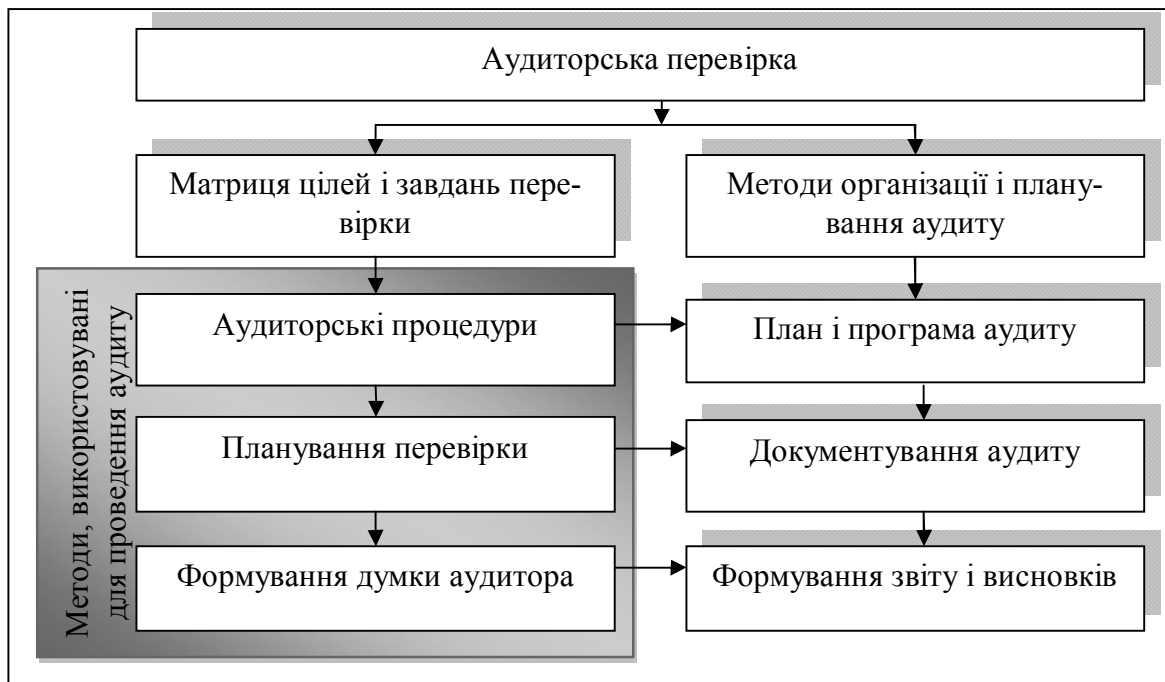 Аудиторська перевірка
Матриця цілей і завдань пере-
вірки
Методи організації і плану-
вання аудиту
Методи, використовувані
для проведення аудиту
Аудиторські процедури
План і програма аудиту
Планування перевірки
Документування аудиту
Формування думки аудитора
Формування звіту і висновків